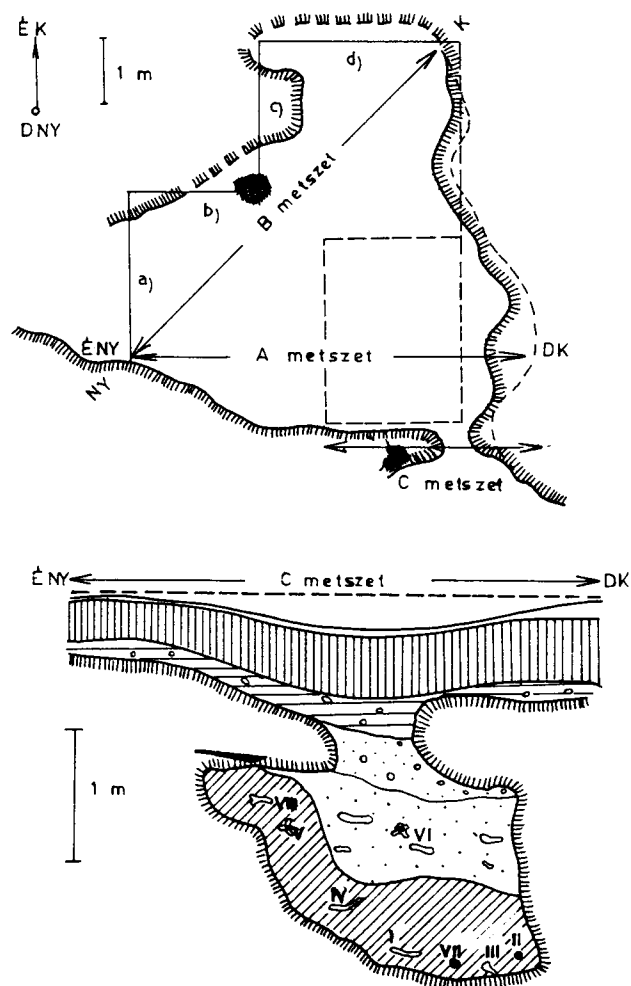 ÉK
1 m
DNY
K
d)
c)
b)
a)
B metszet
ÉNY
A metszet
DK
NY
C metszet
ÉNY
C metszet
DK
1 m
VIII
V
VI
IV
I
VII
III
II